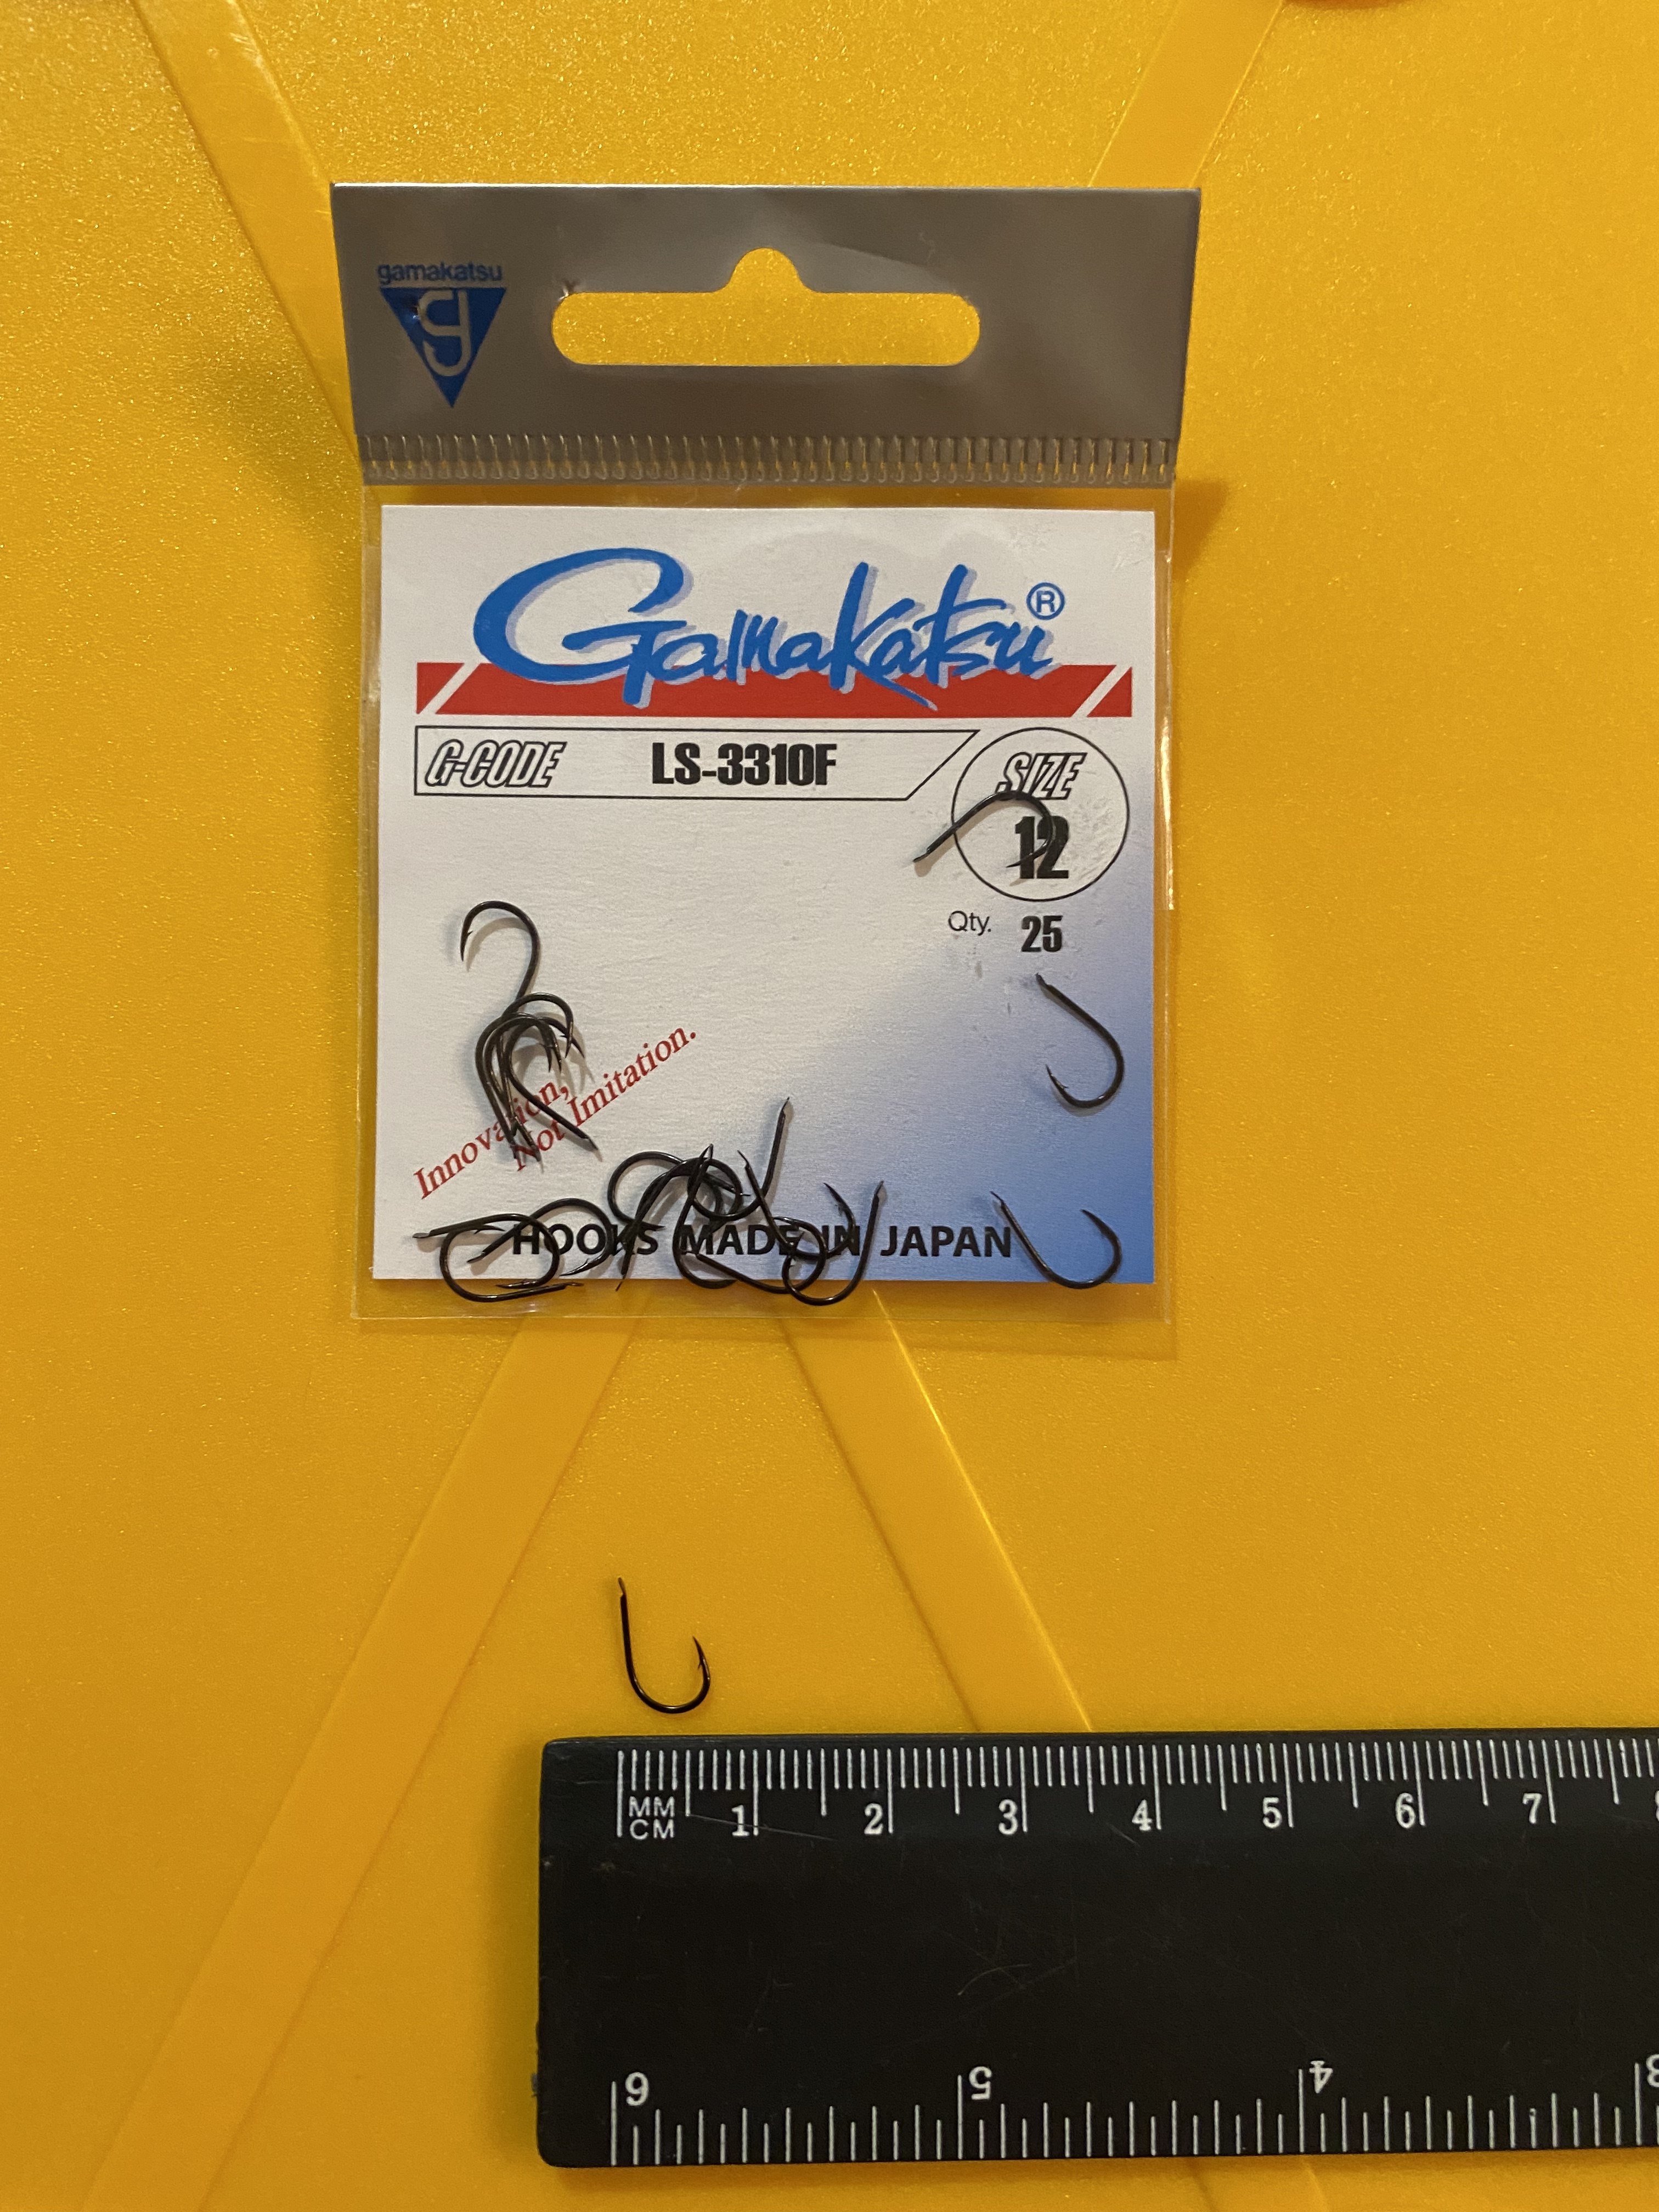 gamakatsu
Gamakatsu®
G-CODE LS-3310F SIZE
12
Qty. 25
Innovation,
Not Imitation.
HOOKS MADE IN JAPAN
MM
CM 1 2 3 4 5 6 7
6 5 4 3